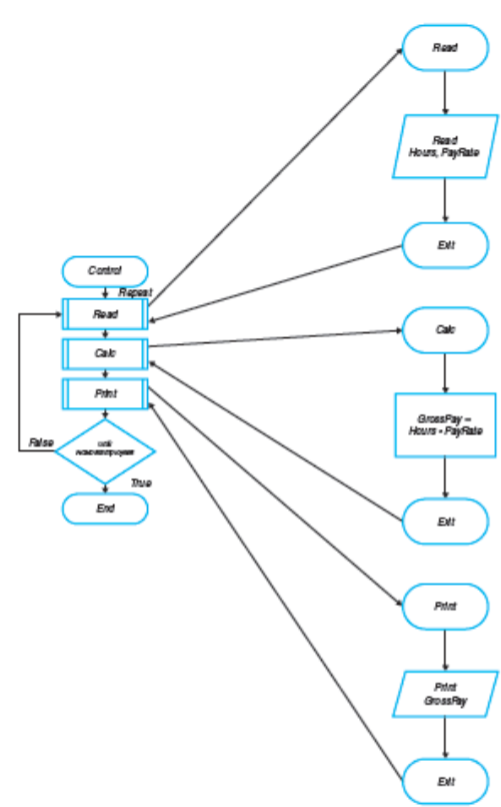 Read
Read
Hours, PayRate
Exit
Control
Repeat
Read
Calc
Print
False
True
End
Calc
GrossPay =
Hours * PayRate
Exit
Print
Print
GrossPay
Exit